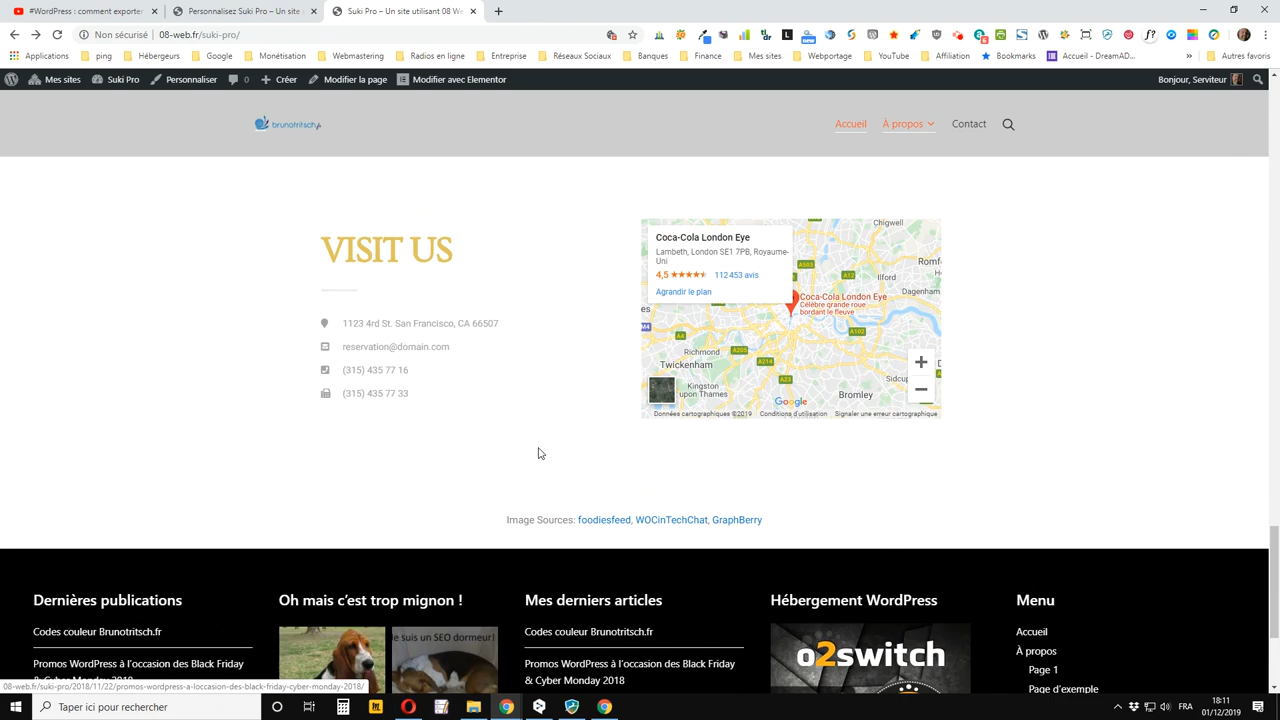 #WordPress : comment exporter
Personnalisez Suki Pro – Un site
Suki Pro – Un site utilisant 08 We
Non sécurisé
08-web.fr/suki-pro/
Applications
ping
Hébergeurs
Google
Monétisation
Webmastering
Radios en ligne
Entreprise
Réseaux Sociaux
Banques
Finance
Mes sites
Webportage
YouTube
Affiliation
Bookmarks
Accueil - DreamAD...
»
Autres favoris
Mes sites
Suki Pro
Personnaliser
0
Créer
Modifier la page
Modifier avec Elementor
Bonjour, Serviteur
brunotritsch
Accueil
À propos
Contact
VISIT US
1123 4rd St. San Francisco, CA 66507
reservation@domain.com
(315) 435 77 16
(315) 435 77 33
Coca-Cola London Eye
Lambeth, London SE1 7PB, Royaume-
Uni
4,5
112 453 avis
Agrandir le plan
Chigwell
A503
A12
Romf
Ilford
Dagenham
Coca-Cola London Eye
Célèbre grande roue
bordant le fleuve
es
M4
A4
A102
Richmond
A205
A214
Twickenham
A23
Sidcup
D
Kingston
upon Thames
Bromley
Google
Données cartographiques ©2019
Conditions d'utilisation
Signaler une erreur cartographique
Image Sources: foodiesfeed, WOCinTechChat, GraphBerry
Dernières publications
Codes couleur Brunotritsch.fr
Promos WordPress à l'occasion des Black Friday
Oh mais c'est trop mignon !
Je suis un SEO dormeur!
Mes derniers articles
Codes couleur Brunotritsch.fr
Promos WordPress à l'occasion des Black Friday
& Cyber Monday 2018
Hébergement WordPress
o2switch
Menu
Accueil
À propos
Page 1
Page d'exemple
08-web.fr/suki-pro/2018/11/22/promos-wordpress-a-loccasion-des-black-friday-cyber-monday-2018/
Taper ici pour rechercher
FRA
18:11
01/12/2019